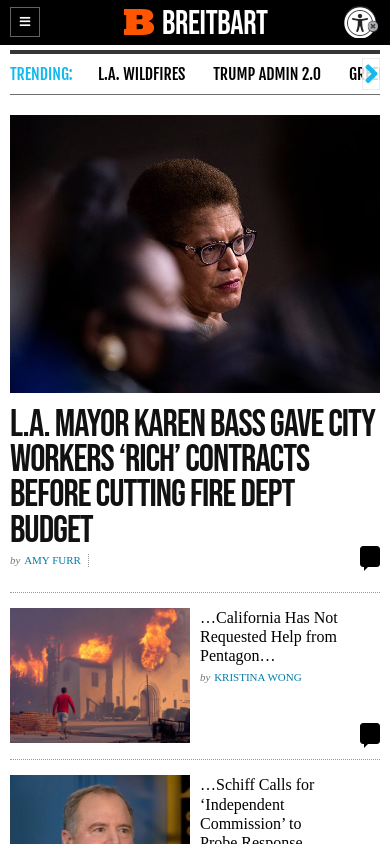 BREITBART
TRENDING: L.A. WILDFIRES TRUMP ADMIN 2.0
L.A. MAYOR KAREN BASS GAVE CITY
WORKERS ‘RICH’ CONTRACTS
BEFORE CUTTING FIRE DEPT
BUDGET
by AMY FURR
…California Has Not
Requested Help from
Pentagon…
by KRISTINA WONG
…Schiff Calls for
‘Independent
Commission’ to
Probe Response